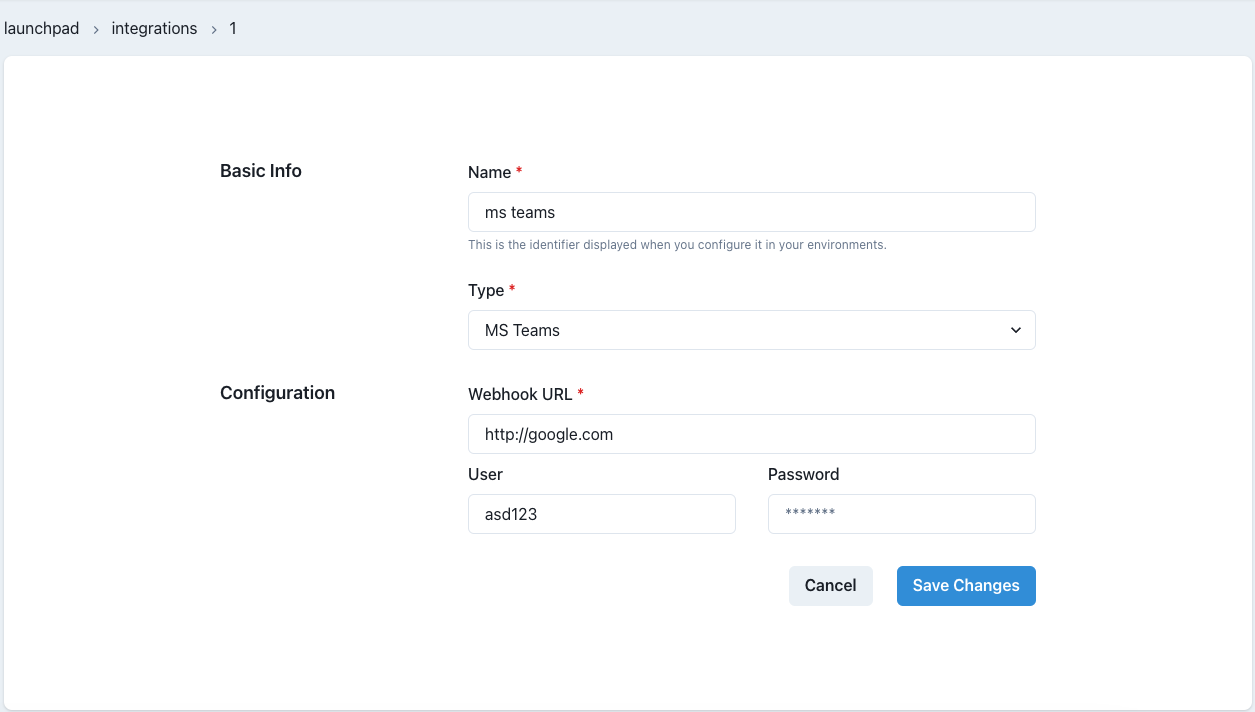 launchpad > integrations > 1
Basic Info
Name *
ms teams
This is the identifier displayed when you configure it in your environments.
Type *
MS Teams
Configuration
Webhook URL *
http://google.com
User
Password
asd123
*******
Cancel
Save Changes